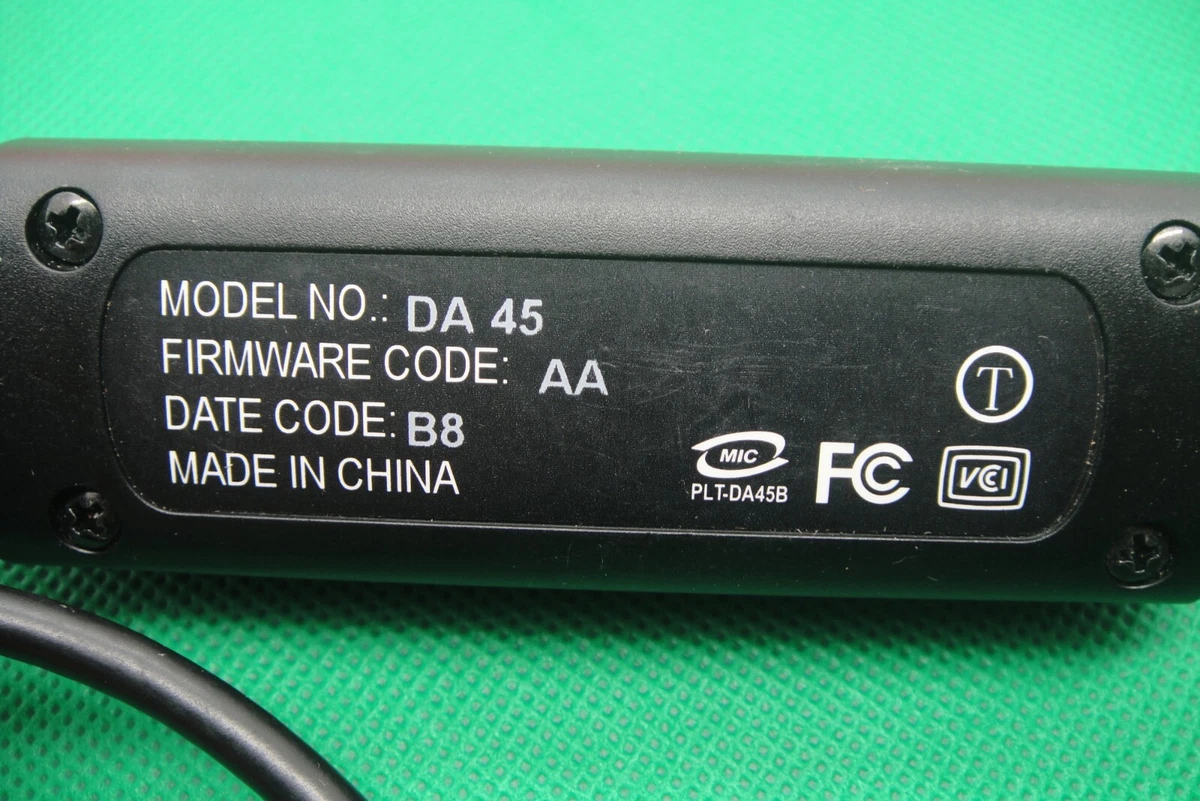 MODEL NO.: DA 45
FIRMWARE CODE: AA
DATE CODE: B8
MADE IN CHINA
T
MIC
PLT-DA45B
FC
VCI